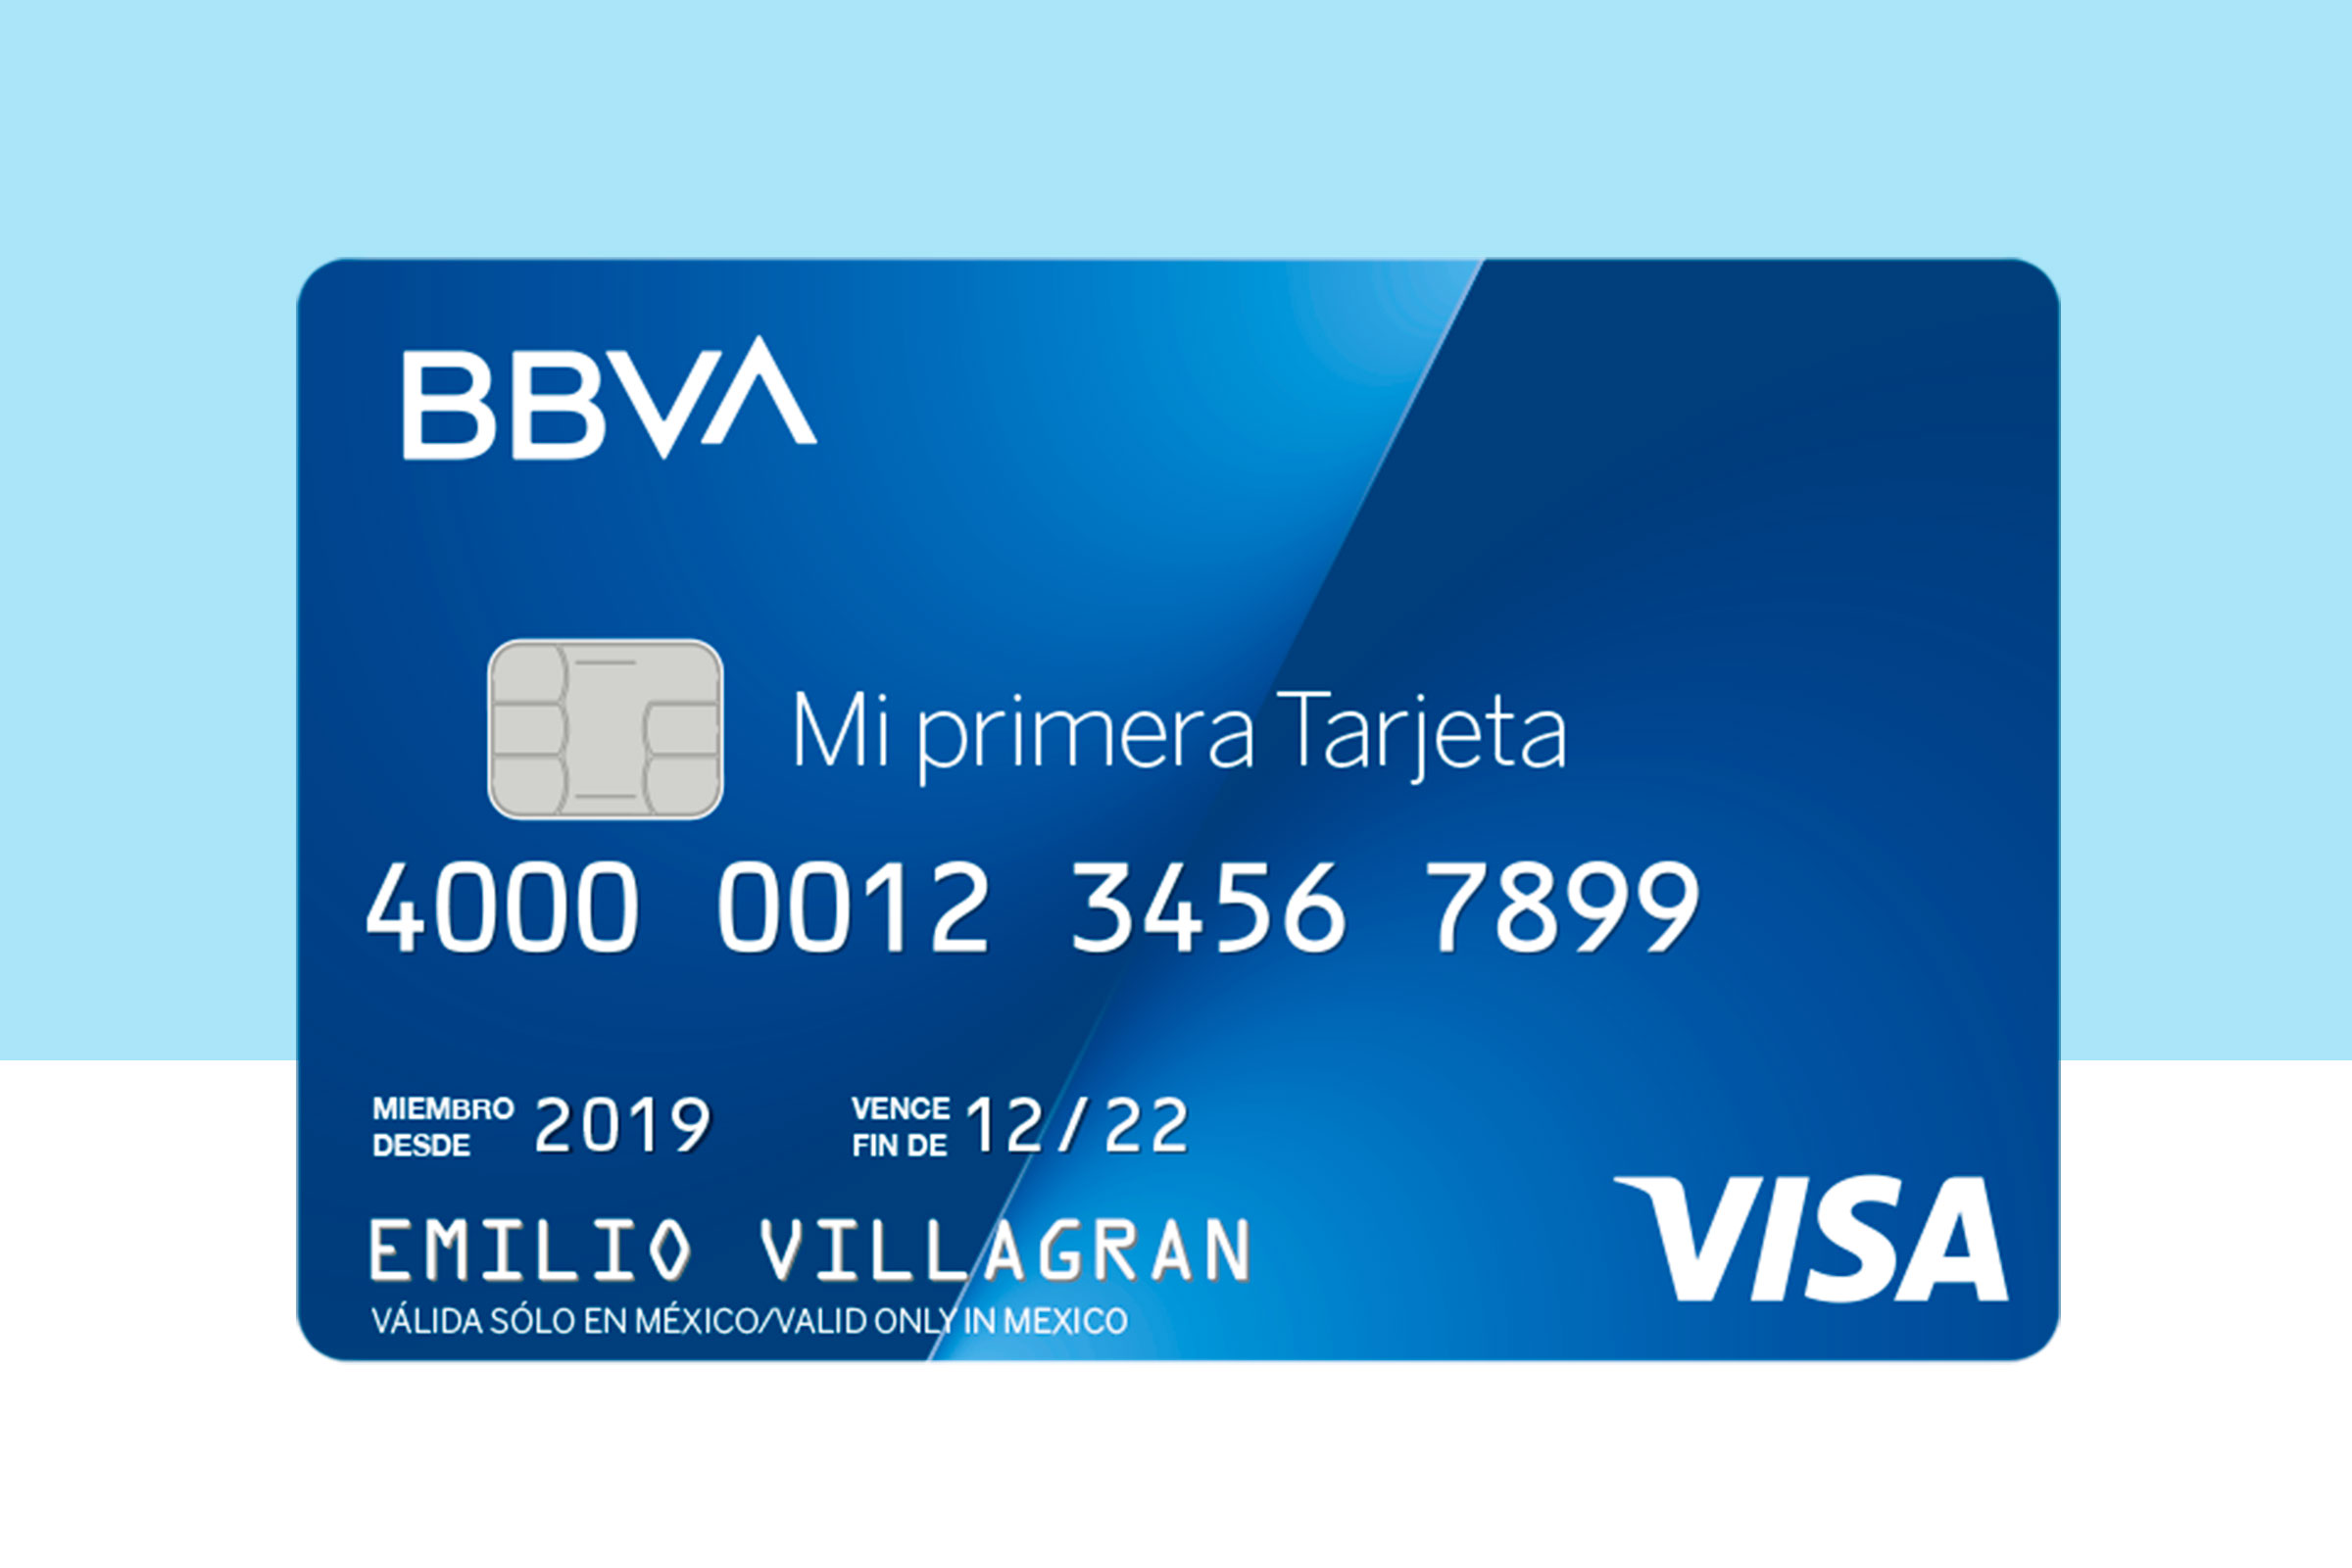 BBVA
Mi primera Tarjeta
4000 0012 3456 7899
MIEMBRO DESDE 2019 VENCE FIN DE 12/22
EMILIO VILLAGRAN
VÁLIDA SÓLO EN MÉXICO/VALID ONLY IN MEXICO
VISA